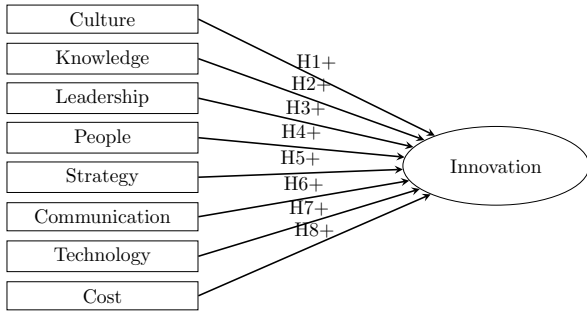 Culture
Knowledge
Leadership
People
Strategy
Communication
Technology
Cost
H1+
H2+
H3+
H4+
H5+
H6+
H7+
H8+
Innovation